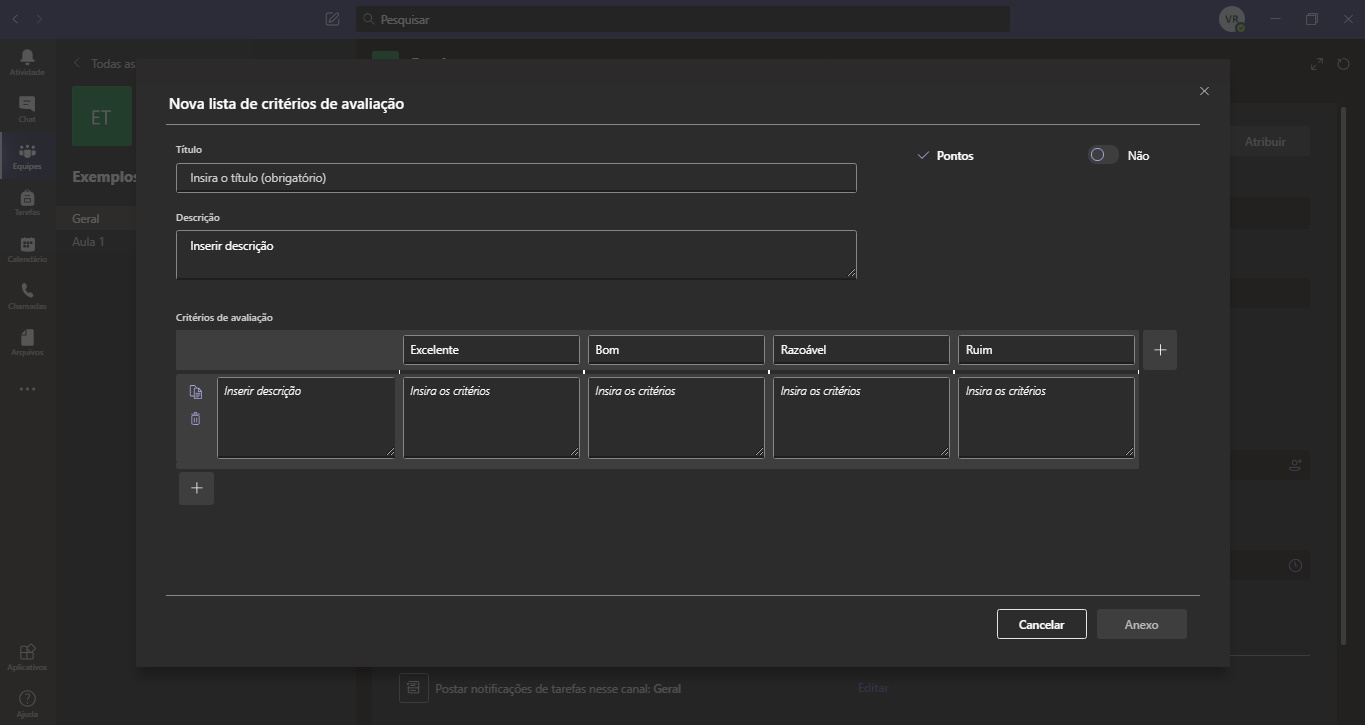 Pesquisar
VR
Atividade
Chat
Equipes
Tarefas
Calendário
Chamadas
Arquivos
Aplicativos
Ajuda
Todas as
ET
Exemplos
Geral
Aula 1
Atribuir
Nova lista de critérios de avaliação
Título
Insira o título (obrigatório)
Pontos
Não
Descrição
Inserir descrição
Critérios de avaliação
Excelente Bom Razoável Ruim
Inserir descrição Insira os critérios Insira os critérios Insira os critérios Insira os critérios
Cancelar Anexo
Postar notificações de tarefas nesse canal: Geral Editar